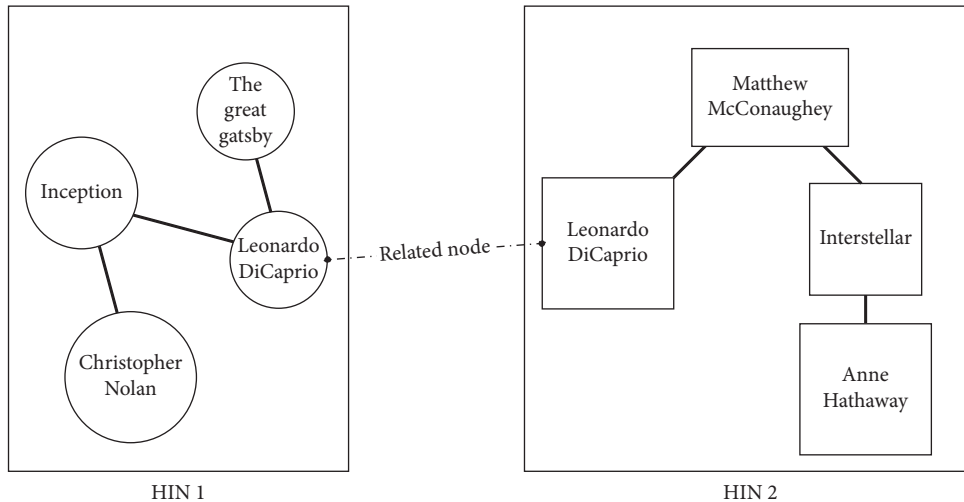 The
great
gatsby
Inception
Leonardo
DiCaprio
Christopher
Nolan
HIN 1
Related node
Matthew
McConaughey
Leonardo
DiCaprio
Interstellar
Anne
Hathaway
HIN 2